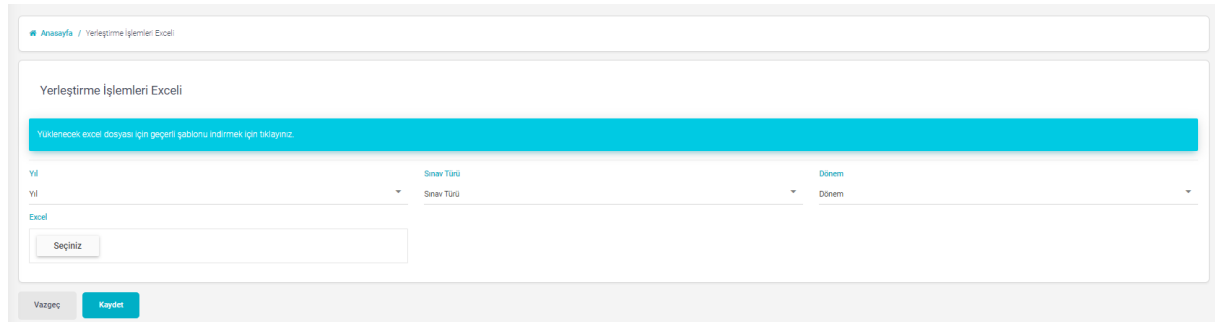 Anasayfa / Yerleştirme İşlemleri Exceli
Yerleştirme İşlemleri Exceli
Yüklenecek excel dosyası için geçerli şablonu indirmek için tıklayınız.
Yıl Sınav Türü Dönem
Yıl Sınav Türü Dönem
Excel
Seçiniz
Vazgeç Kaydet